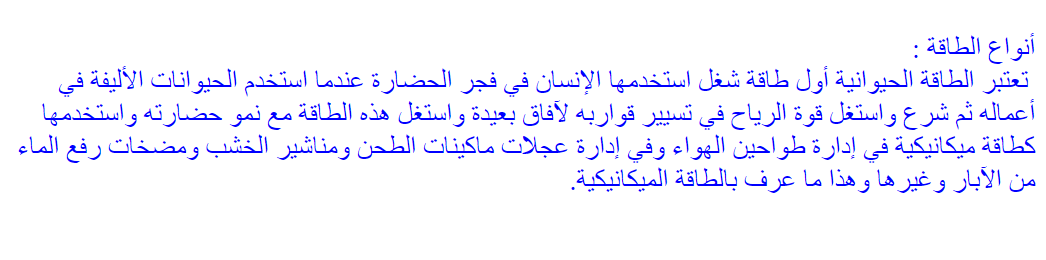 أنواع الطاقة :
تعتبر الطاقة الحيوانية أول طاقة شغل استخدمها الإنسان في فجر الحضارة عندما استخدم الحيوانات الأليفة في
أعماله ثم شرع واستغل قوة الرياح في تسيير قواربه لآفاق بعيدة واستغل هذه الطاقة مع نمو حضارته واستخدمها
كطاقة ميكانيكية في إدارة طواحين الهواء وفي إدارة عجلات ماكينات الطحن ومناشير الخشب ومضخات رفع الماء
من الآبار وغيرها وهذا ما عرف بالطاقة الميكانيكية.